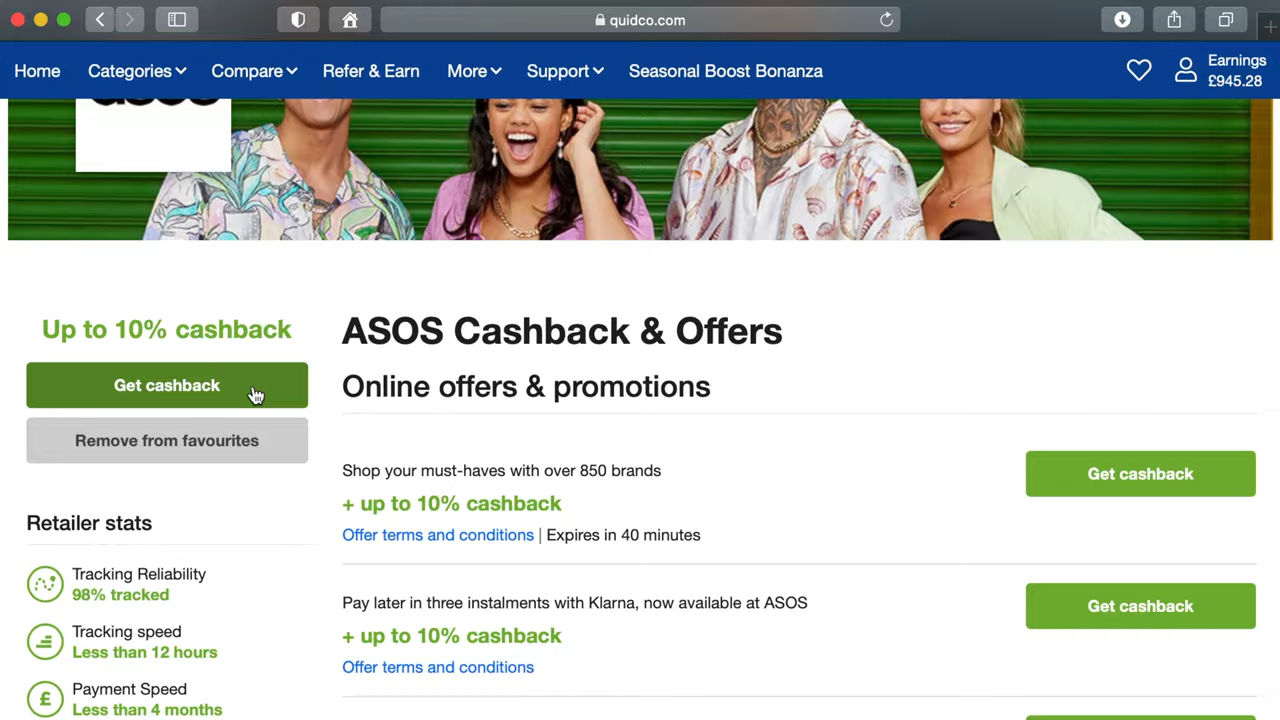 quidco.com
Home
Categories
Compare
Refer & Earn
More
Support
Seasonal Boost Bonanza
Earnings
£945.28
asos
Up to 10% cashback
Get cashback
Remove from favourites
Retailer stats
Tracking Reliability
98% tracked
Tracking speed
Less than 12 hours
£
Payment Speed
Less than 4 months
ASOS Cashback & Offers
Online offers & promotions
Shop your must-haves with over 850 brands
+ up to 10% cashback
Offer terms and conditions | Expires in 40 minutes
Get cashback
Pay later in three instalments with Klarna, now available at ASOS
+ up to 10% cashback
Offer terms and conditions
Get cashback